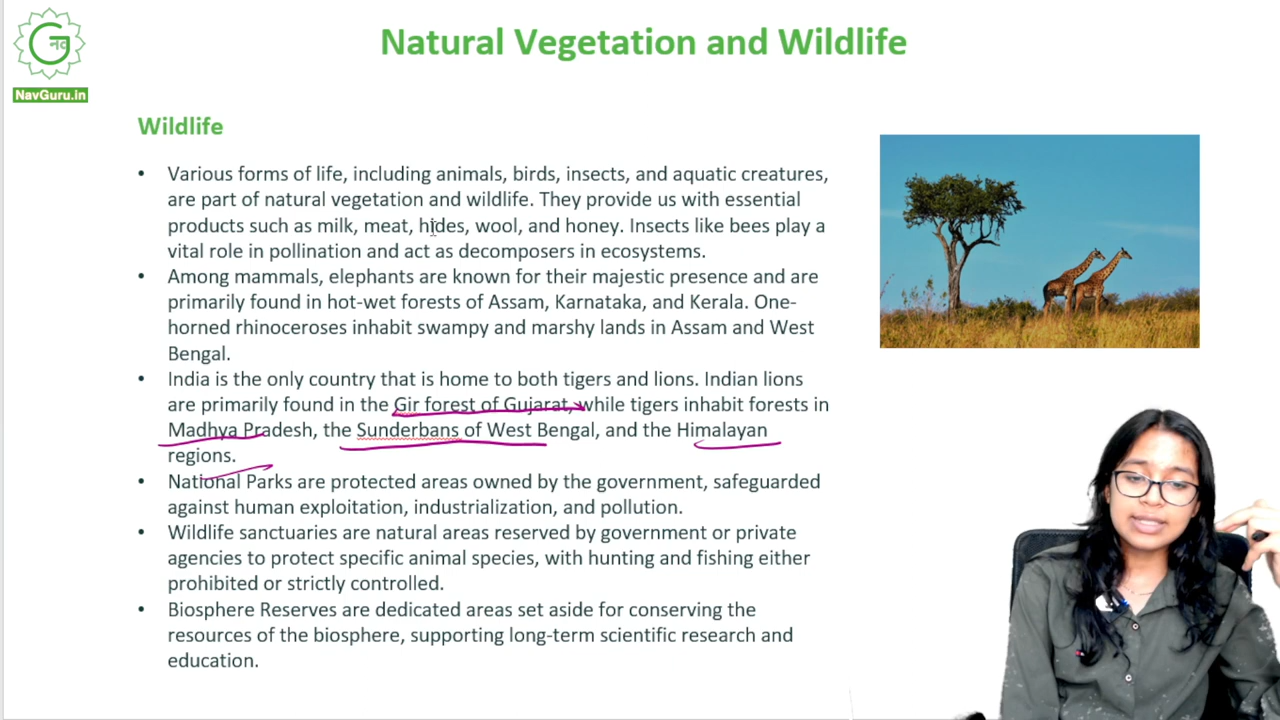 Natural Vegetation and Wildlife
नव
NavGuru.in
Wildlife
• Various forms of life, including animals, birds, insects, and aquatic creatures,
are part of natural vegetation and wildlife. They provide us with essential
products such as milk, meat, hides, wool, and honey. Insects like bees play a
vital role in pollination and act as decomposers in ecosystems.
• Among mammals, elephants are known for their majestic presence and are
primarily found in hot-wet forests of Assam, Karnataka, and Kerala. One-
horned rhinoceroses inhabit swampy and marshy lands in Assam and West
Bengal.
• India is the only country that is home to both tigers and lions. Indian lions
are primarily found in the Gir forest of Gujarat, while tigers inhabit forests in
Madhya Pradesh, the Sunderbans of West Bengal, and the Himalayan
regions.
• National Parks are protected areas owned by the government, safeguarded
against human exploitation, industrialization, and pollution.
• Wildlife sanctuaries are natural areas reserved by government or private
agencies to protect specific animal species, with hunting and fishing either
prohibited or strictly controlled.
• Biosphere Reserves are dedicated areas set aside for conserving the
resources of the biosphere, supporting long-term scientific research and
education.